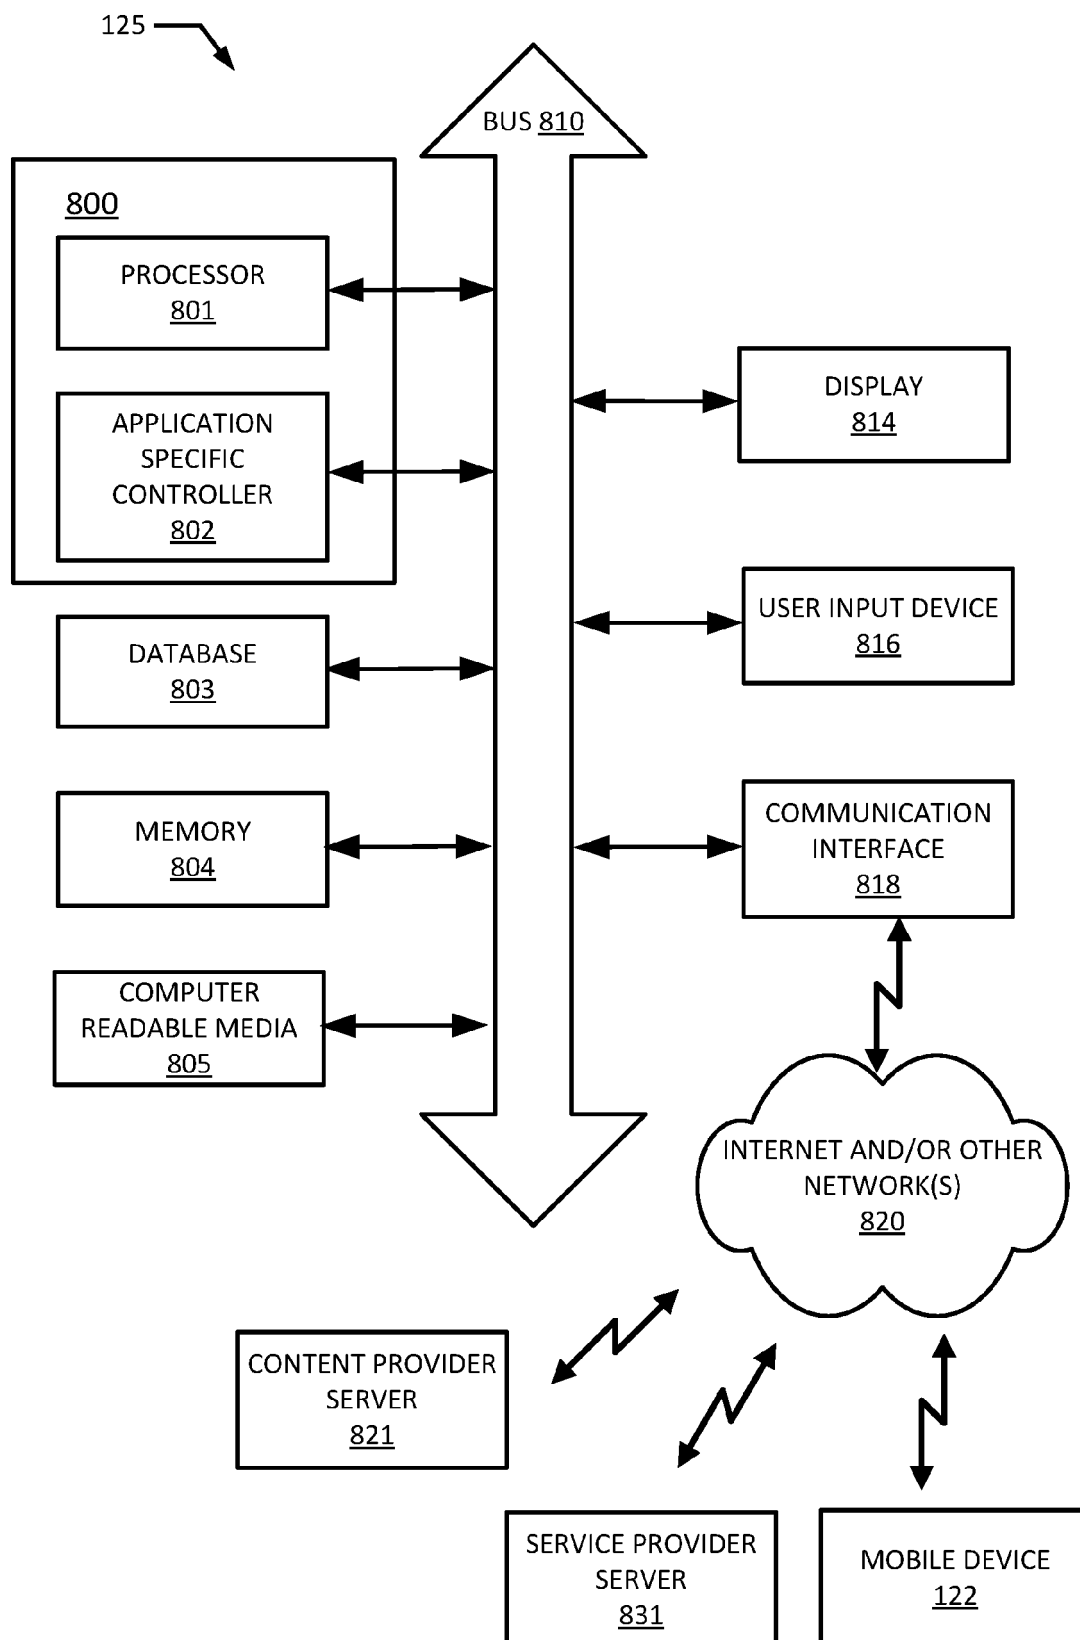 125
BUS 810
800
PROCESSOR
801
APPLICATION
SPECIFIC
CONTROLLER
802
DATABASE
803
MEMORY
804
COMPUTER
READABLE MEDIA
805
DISPLAY
814
USER INPUT DEVICE
816
COMMUNICATION
INTERFACE
818
INTERNET AND/OR OTHER
NETWORK(S)
820
CONTENT PROVIDER
SERVER
821
SERVICE PROVIDER
SERVER
831
MOBILE DEVICE
122